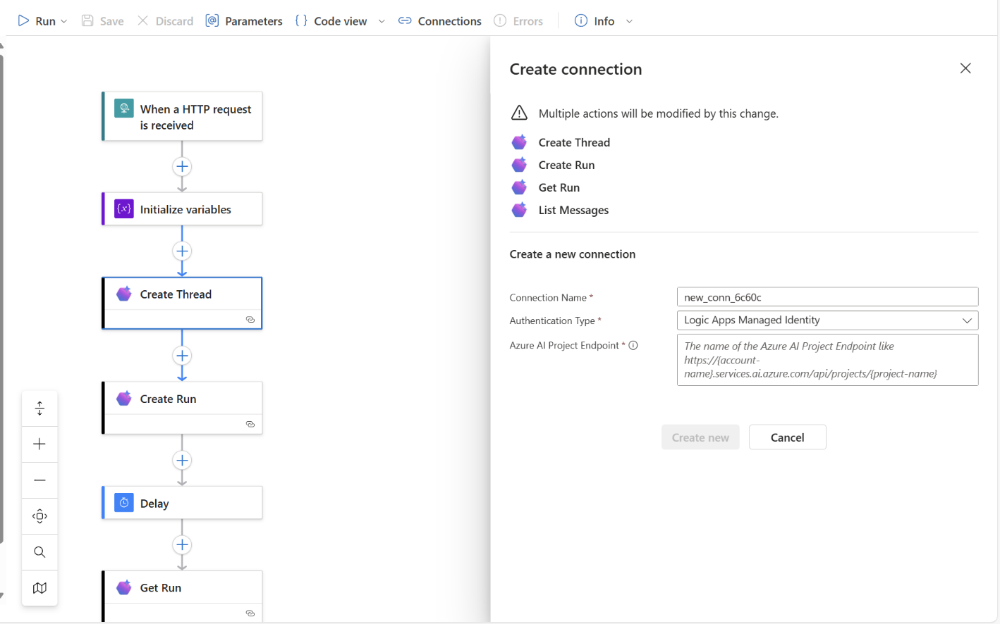 Run
Save
Discard
Parameters
Code view
Connections
Errors
Info
When a HTTP request
is received
Initialize variables
Create Thread
Create Run
Delay
Get Run
Create connection
Multiple actions will be modified by this change.
Create Thread
Create Run
Get Run
List Messages
Create a new connection
Connection Name *
new_conn_6c60c
Authentication Type *
Logic Apps Managed Identity
Azure AI Project Endpoint *
The name of the Azure AI Project Endpoint like
https://{account-
name}.services.ai.azure.com/api/projects/{project-name}
Create new
Cancel